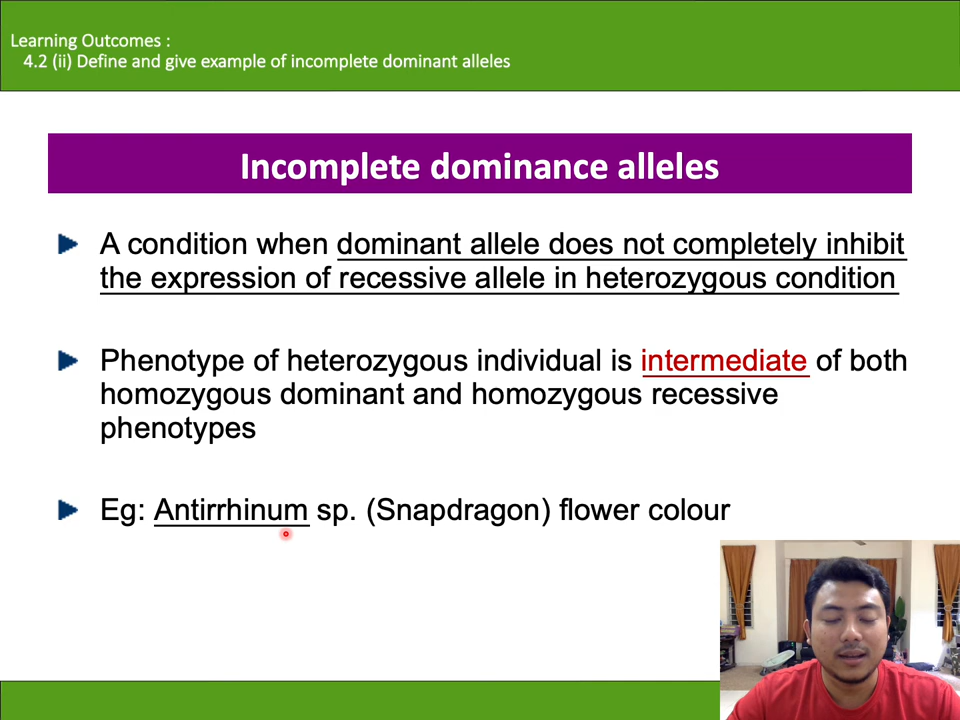 Learning Outcomes :
4.2 (ii) Define and give example of incomplete dominant alleles
Incomplete dominance alleles
A condition when dominant allele does not completely inhibit
the expression of recessive allele in heterozygous condition
Phenotype of heterozygous individual is intermediate of both
homozygous dominant and homozygous recessive
phenotypes
Eg: Antirrhinum sp. (Snapdragon) flower colour